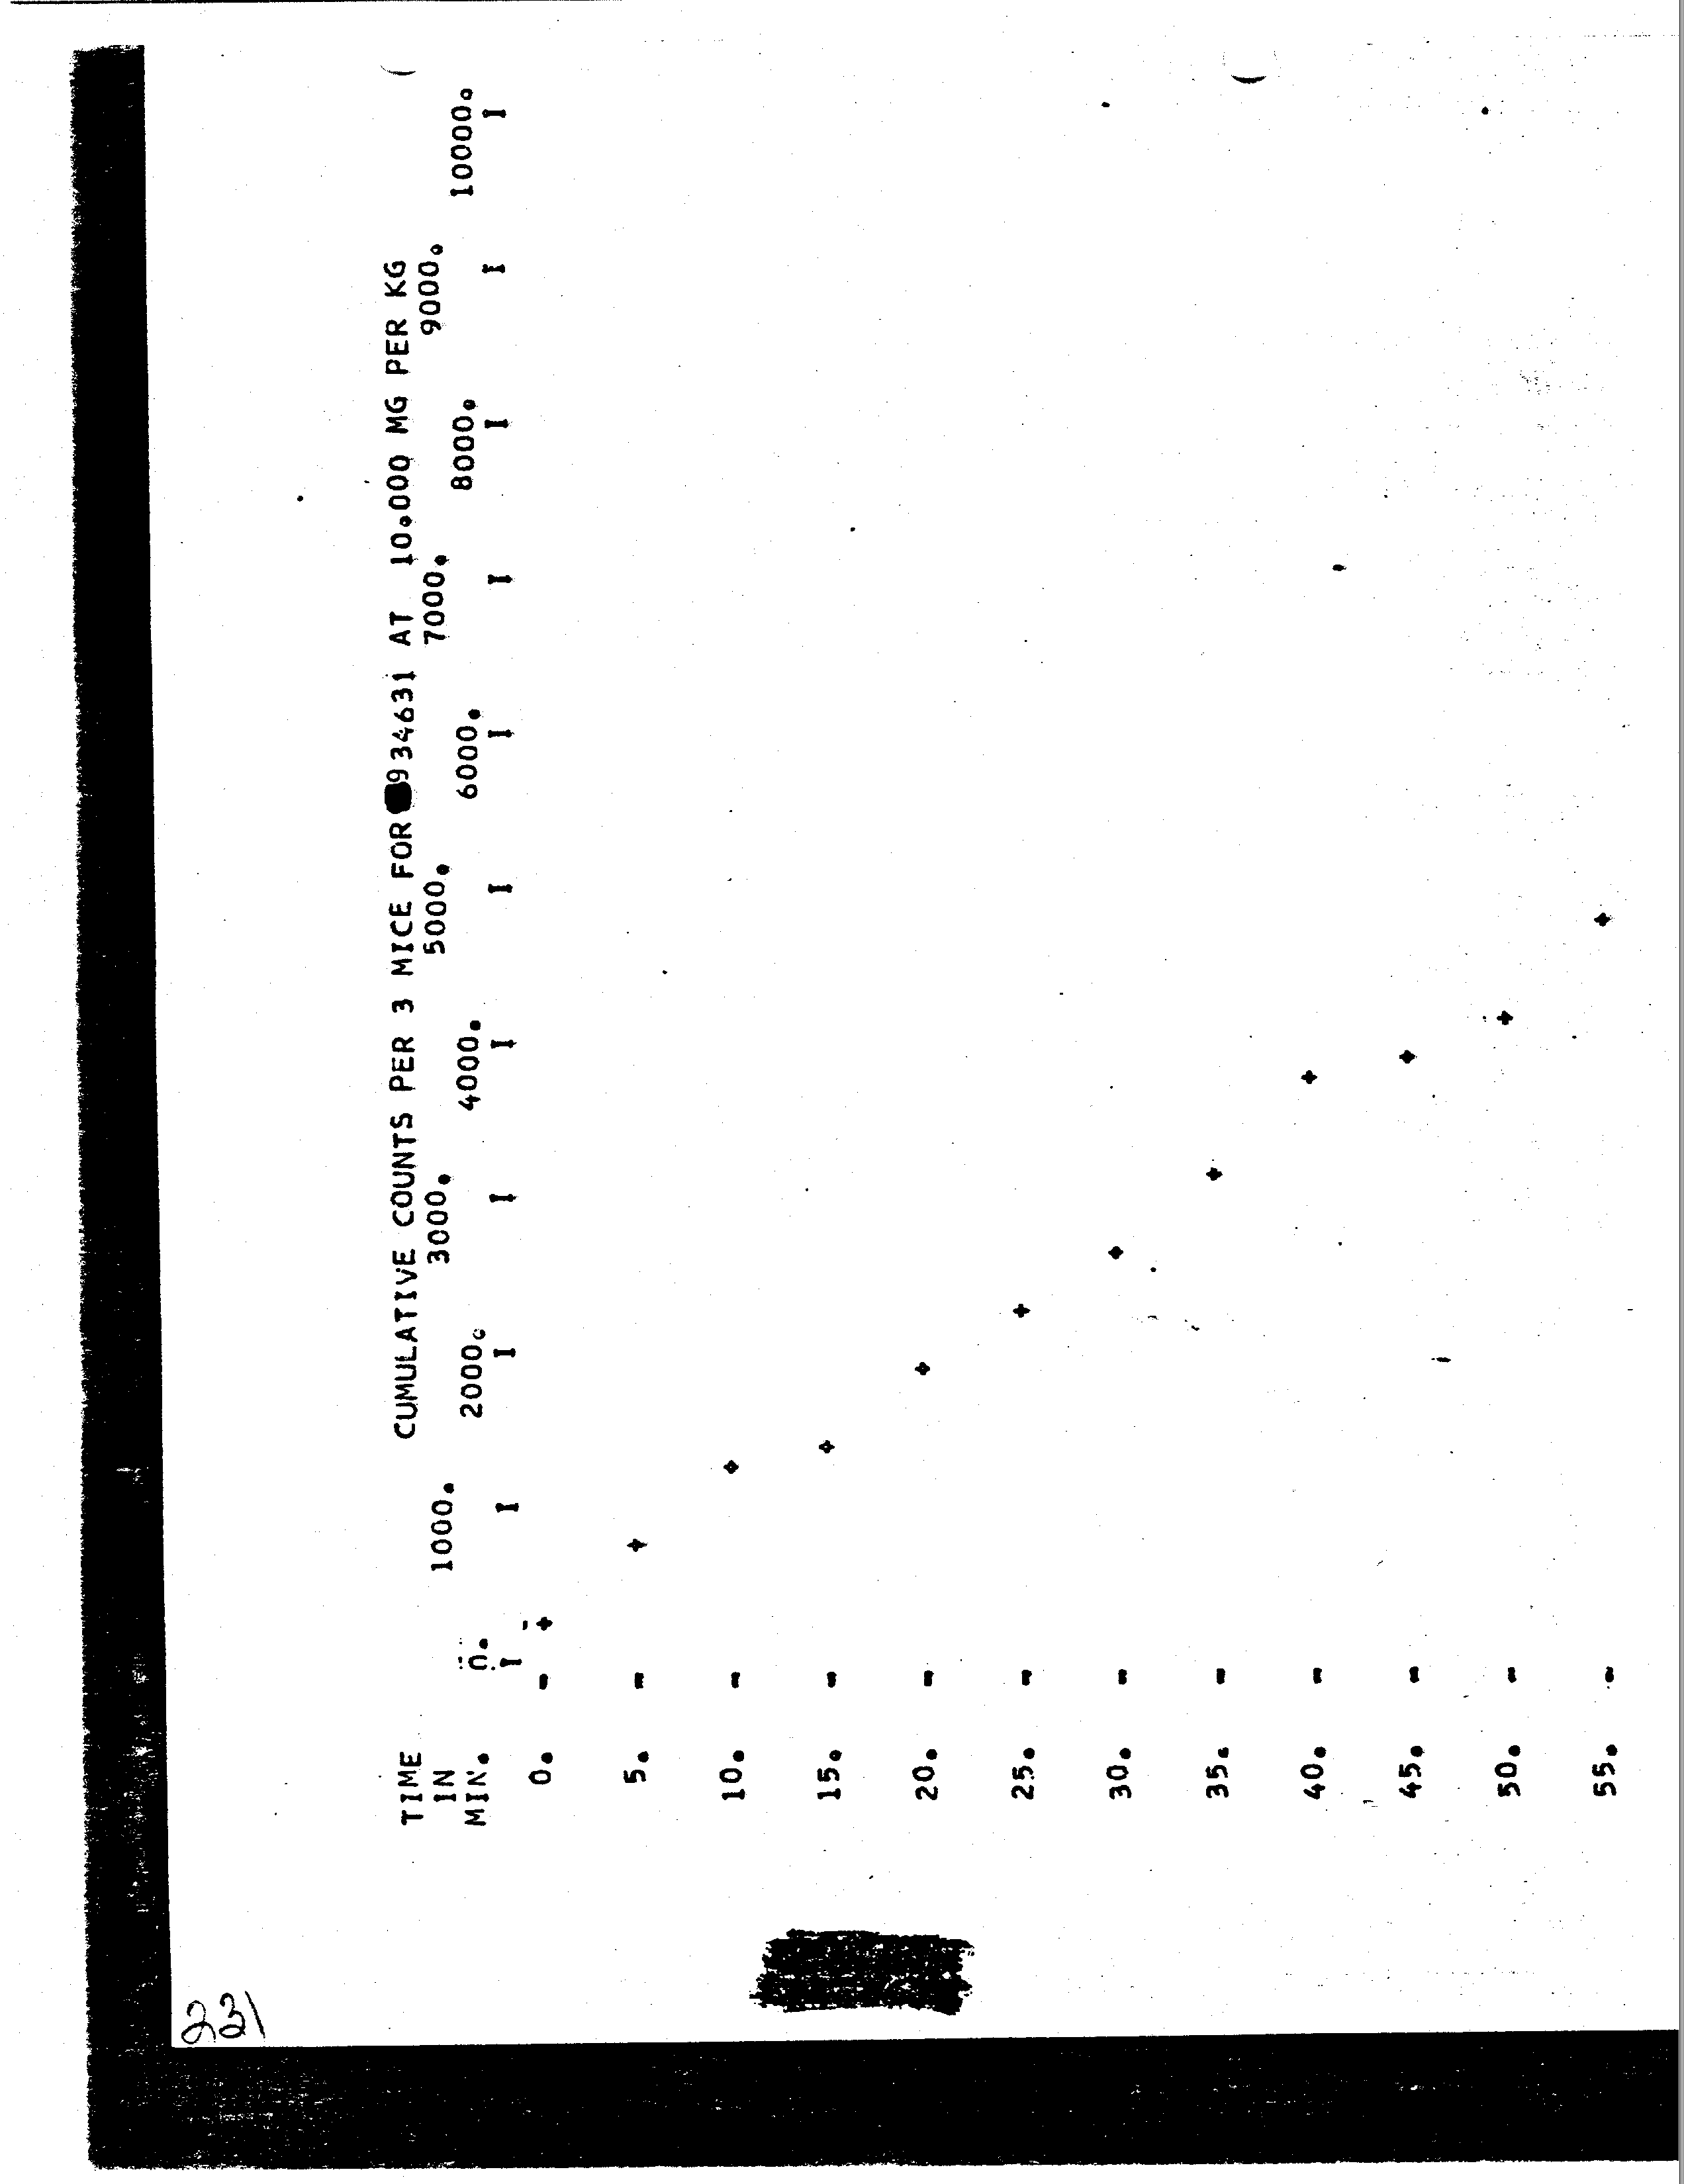 231
TIME CUMULATIVE COUNTS PER 3 MICE FOR 934631 AT 10.000 MG PER KG
IN 1000. 3000. 5000. 7000. 9000.
MIN. 0. 2000. 4000. 6000. 8000. 10000.
I I I I I I I I I I I
0. - +
5. - +
10. - +
15. - +
20. - +
25. - +
30. - +
35. - +
40. - +
45. - +
50. - +
55. - +